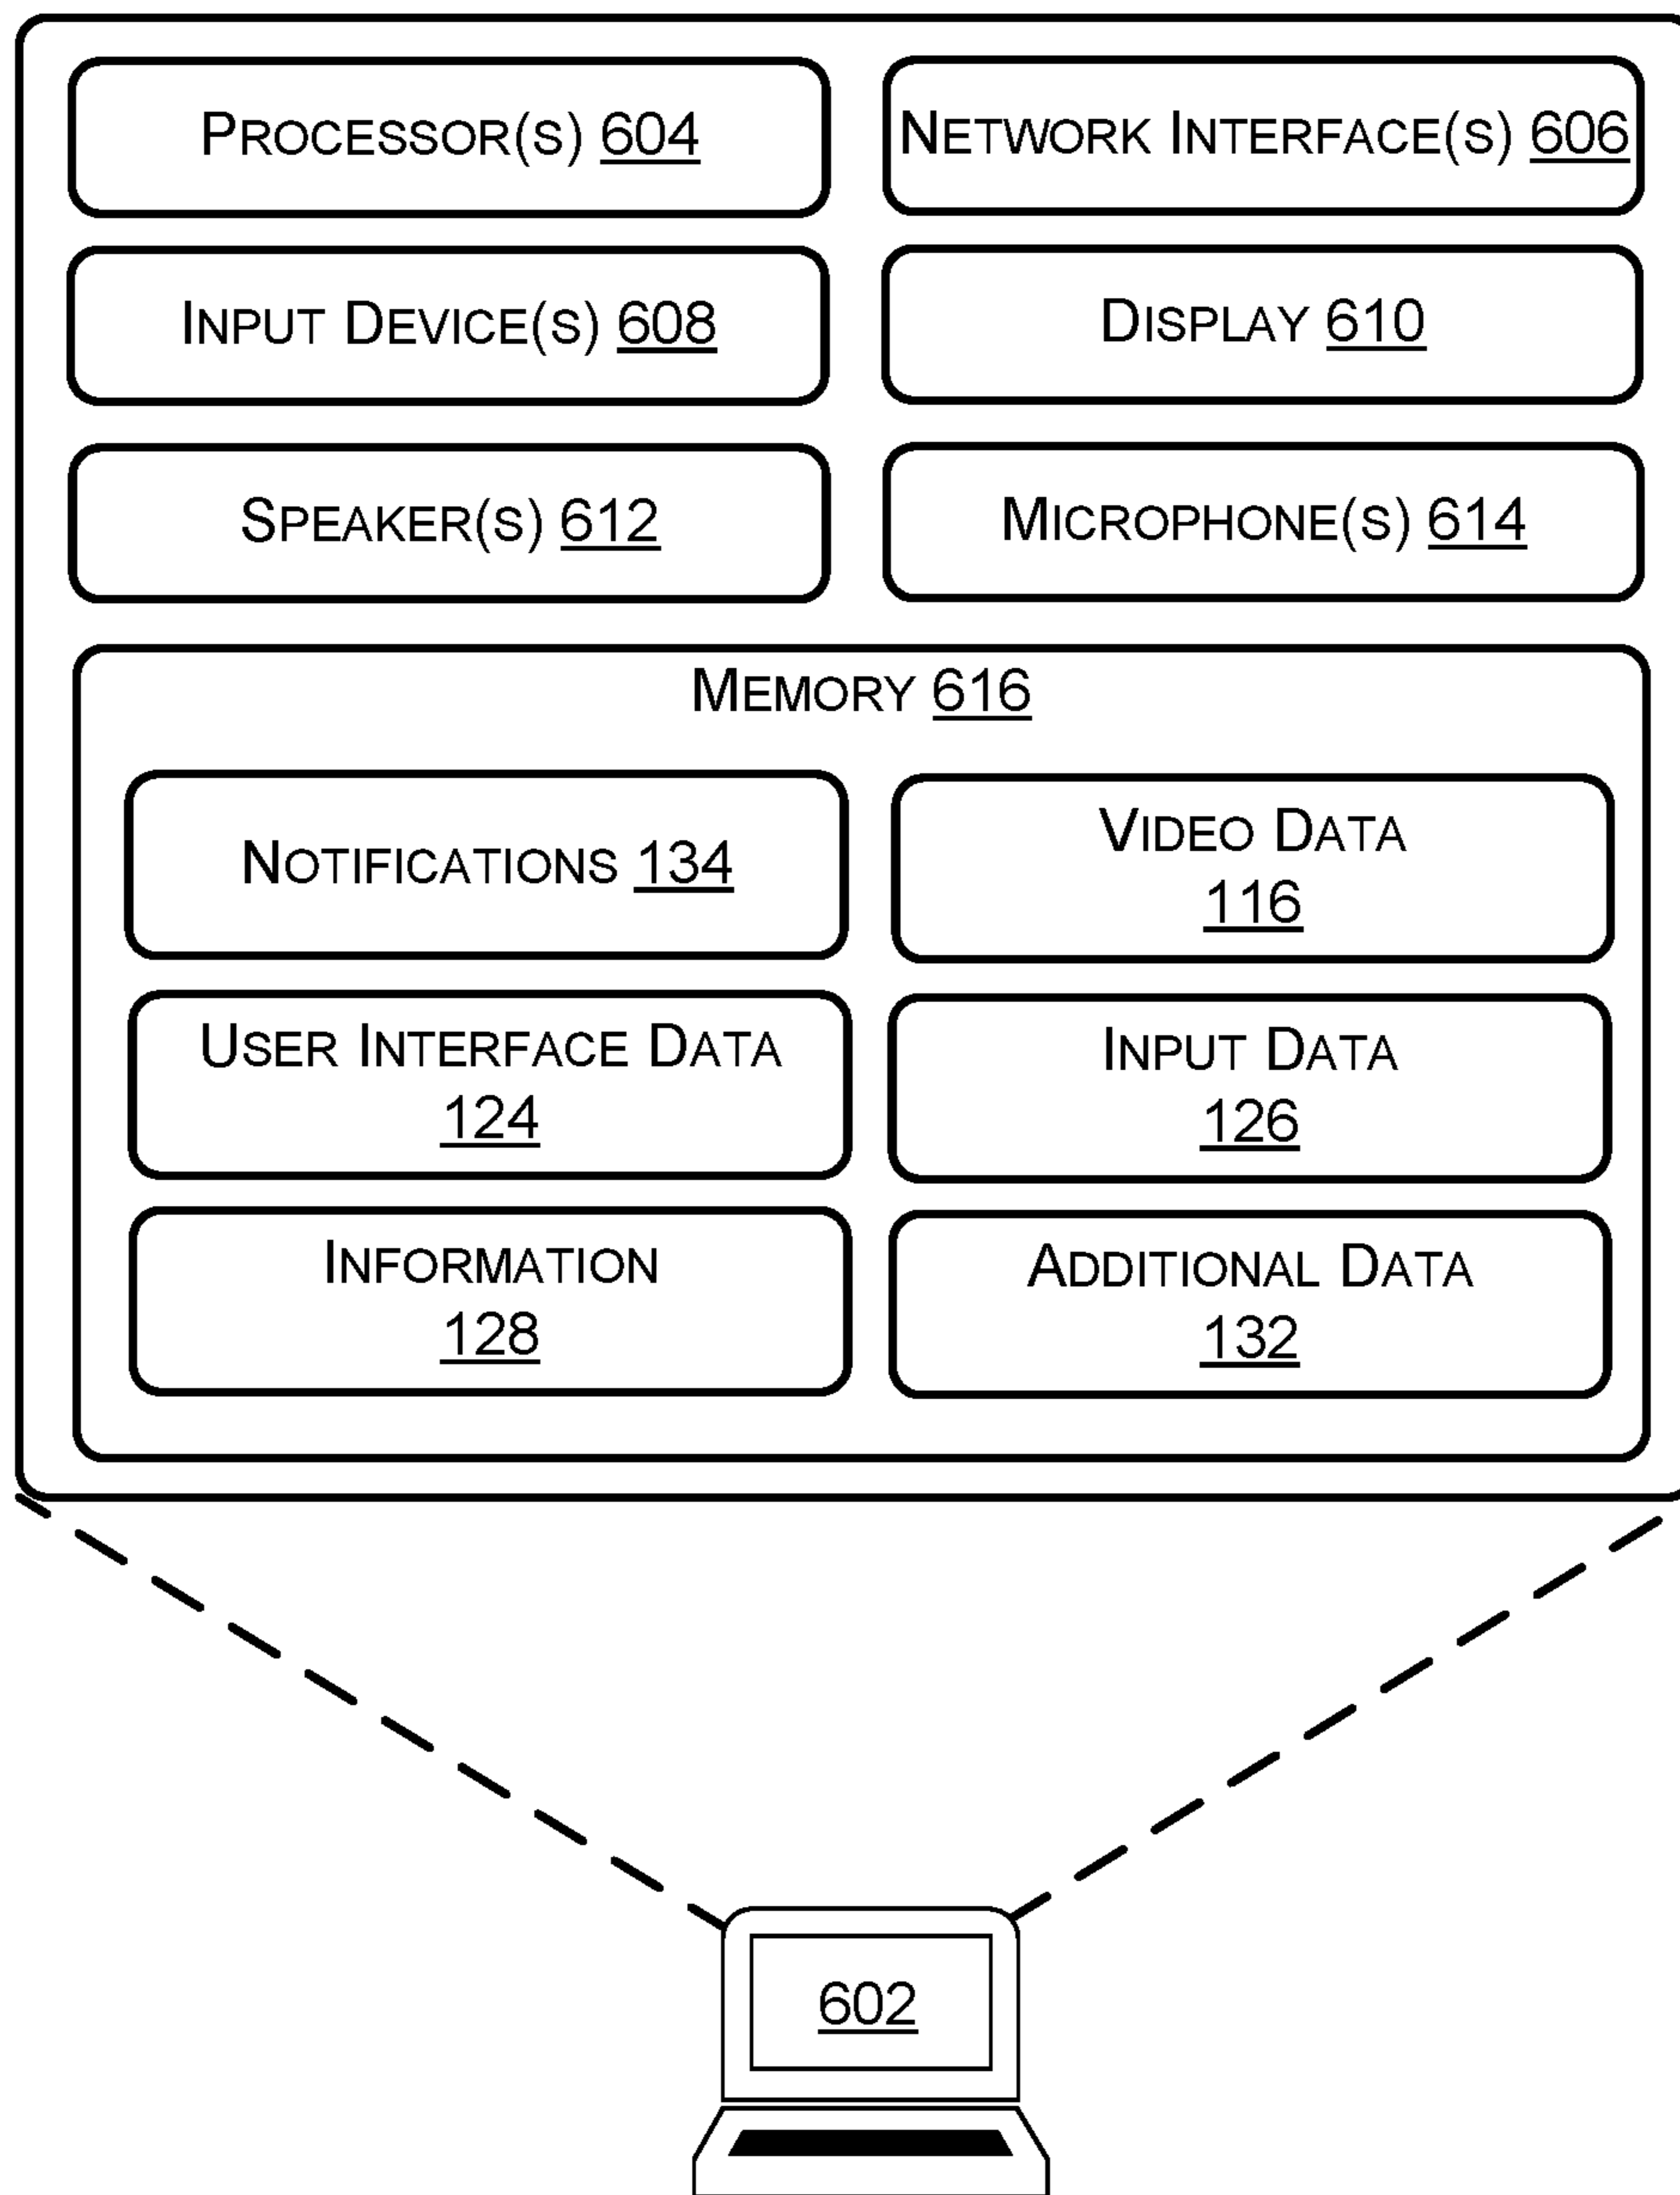 PROCESSOR(S) 604
NETWORK INTERFACE(S) 606
INPUT DEVICE(S) 608
DISPLAY 610
SPEAKER(S) 612
MICROPHONE(S) 614
MEMORY 616
NOTIFICATIONS 134
VIDEO DATA
116
USER INTERFACE DATA
124
INPUT DATA
126
INFORMATION
128
ADDITIONAL DATA
132
602